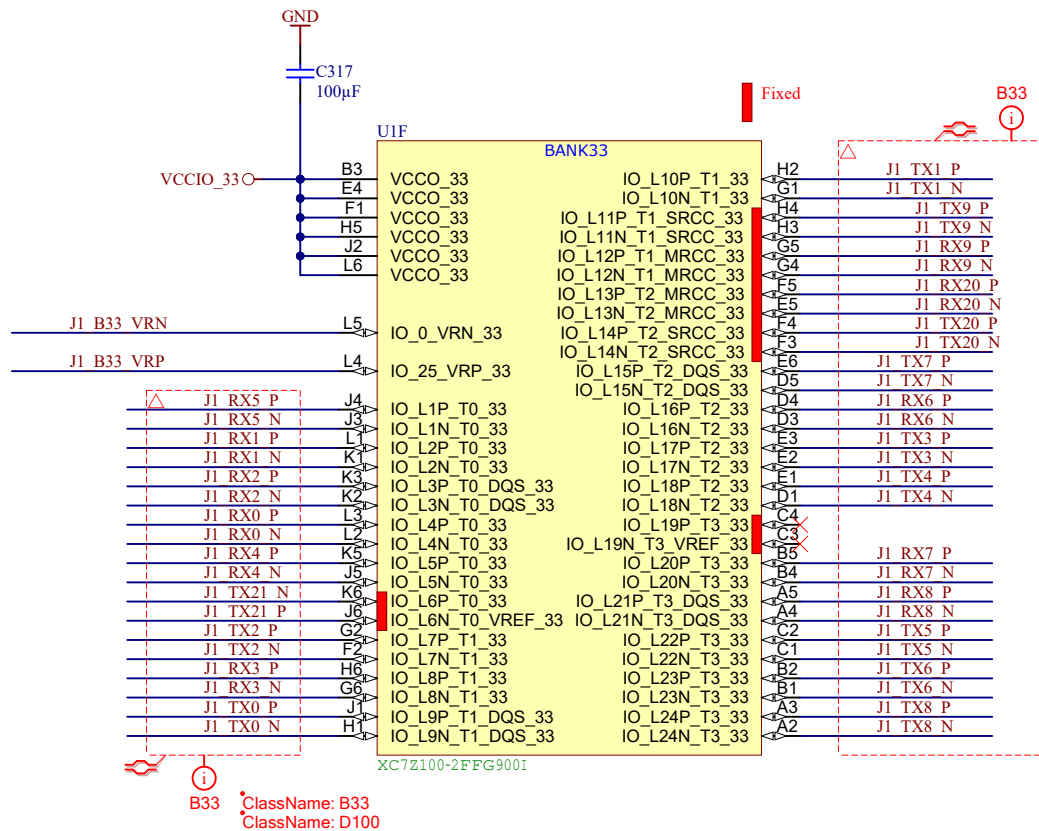 GND
C317
100µF
Fixed
B33
U1F
BANK33
VCCIO_33
B3 VCCO_33
E4 VCCO_33
F1 VCCO_33
H5 VCCO_33
J2 VCCO_33
L6 VCCO_33
J1_B33_VRN L5 IO_0_VRN_33
J1_B33_VRP L4 IO_25_VRP_33
J1_RX5_P J4 IO_L1P_T0_33
J1_RX5_N J3 IO_L1N_T0_33
J1_RX1_P L1 IO_L2P_T0_33
J1_RX1_N K1 IO_L2N_T0_33
J1_RX2_P K3 IO_L3P_T0_DQS_33
J1_RX2_N K2 IO_L3N_T0_DQS_33
J1_RX0_P L3 IO_L4P_T0_33
J1_RX0_N L2 IO_L4N_T0_33
J1_RX4_P K5 IO_L5P_T0_33
J1_RX4_N J5 IO_L5N_T0_33
J1_TX21_N K6 IO_L6P_T0_33
J1_TX21_P J6 IO_L6N_T0_VREF_33
J1_TX2_P G2 IO_L7P_T1_33
J1_TX2_N F2 IO_L7N_T1_33
J1_RX3_P H6 IO_L8P_T1_33
J1_RX3_N G6 IO_L8N_T1_33
J1_TX0_P J1 IO_L9P_T1_DQS_33
J1_TX0_N H1 IO_L9N_T1_DQS_33
IO_L10P_T1_33 H2 J1_TX1_P
IO_L10N_T1_33 G1 J1_TX1_N
IO_L11P_T1_SRCC_33 H4 J1_TX9_P
IO_L11N_T1_SRCC_33 H3 J1_TX9_N
IO_L12P_T1_MRCC_33 G5 J1_RX9_P
IO_L12N_T1_MRCC_33 G4 J1_RX9_N
IO_L13P_T2_MRCC_33 F5 J1_RX20_P
IO_L13N_T2_MRCC_33 E5 J1_RX20_N
IO_L14P_T2_SRCC_33 F4 J1_TX20_P
IO_L14N_T2_SRCC_33 F3 J1_TX20_N
IO_L15P_T2_DQS_33 E6 J1_TX7_P
IO_L15N_T2_DQS_33 D5 J1_TX7_N
IO_L16P_T2_33 D4 J1_RX6_P
IO_L16N_T2_33 D3 J1_RX6_N
IO_L17P_T2_33 E3 J1_TX3_P
IO_L17N_T2_33 E2 J1_TX3_N
IO_L18P_T2_33 E1 J1_TX4_P
IO_L18N_T2_33 D1 J1_TX4_N
IO_L19P_T3_33 C4
IO_L19N_T3_VREF_33 C3
IO_L20P_T3_33 B5 J1_RX7_P
IO_L20N_T3_33 B4 J1_RX7_N
IO_L21P_T3_DQS_33 A5 J1_RX8_P
IO_L21N_T3_DQS_33 A4 J1_RX8_N
IO_L22P_T3_33 C2 J1_TX5_P
IO_L22N_T3_33 C1 J1_TX5_N
IO_L23P_T3_33 B2 J1_TX6_P
IO_L23N_T3_33 B1 J1_TX6_N
IO_L24P_T3_33 A3 J1_TX8_P
IO_L24N_T3_33 A2 J1_TX8_N
XC7Z100-2FFG900I
i
i
B33
ClassName: B33
ClassName: D100